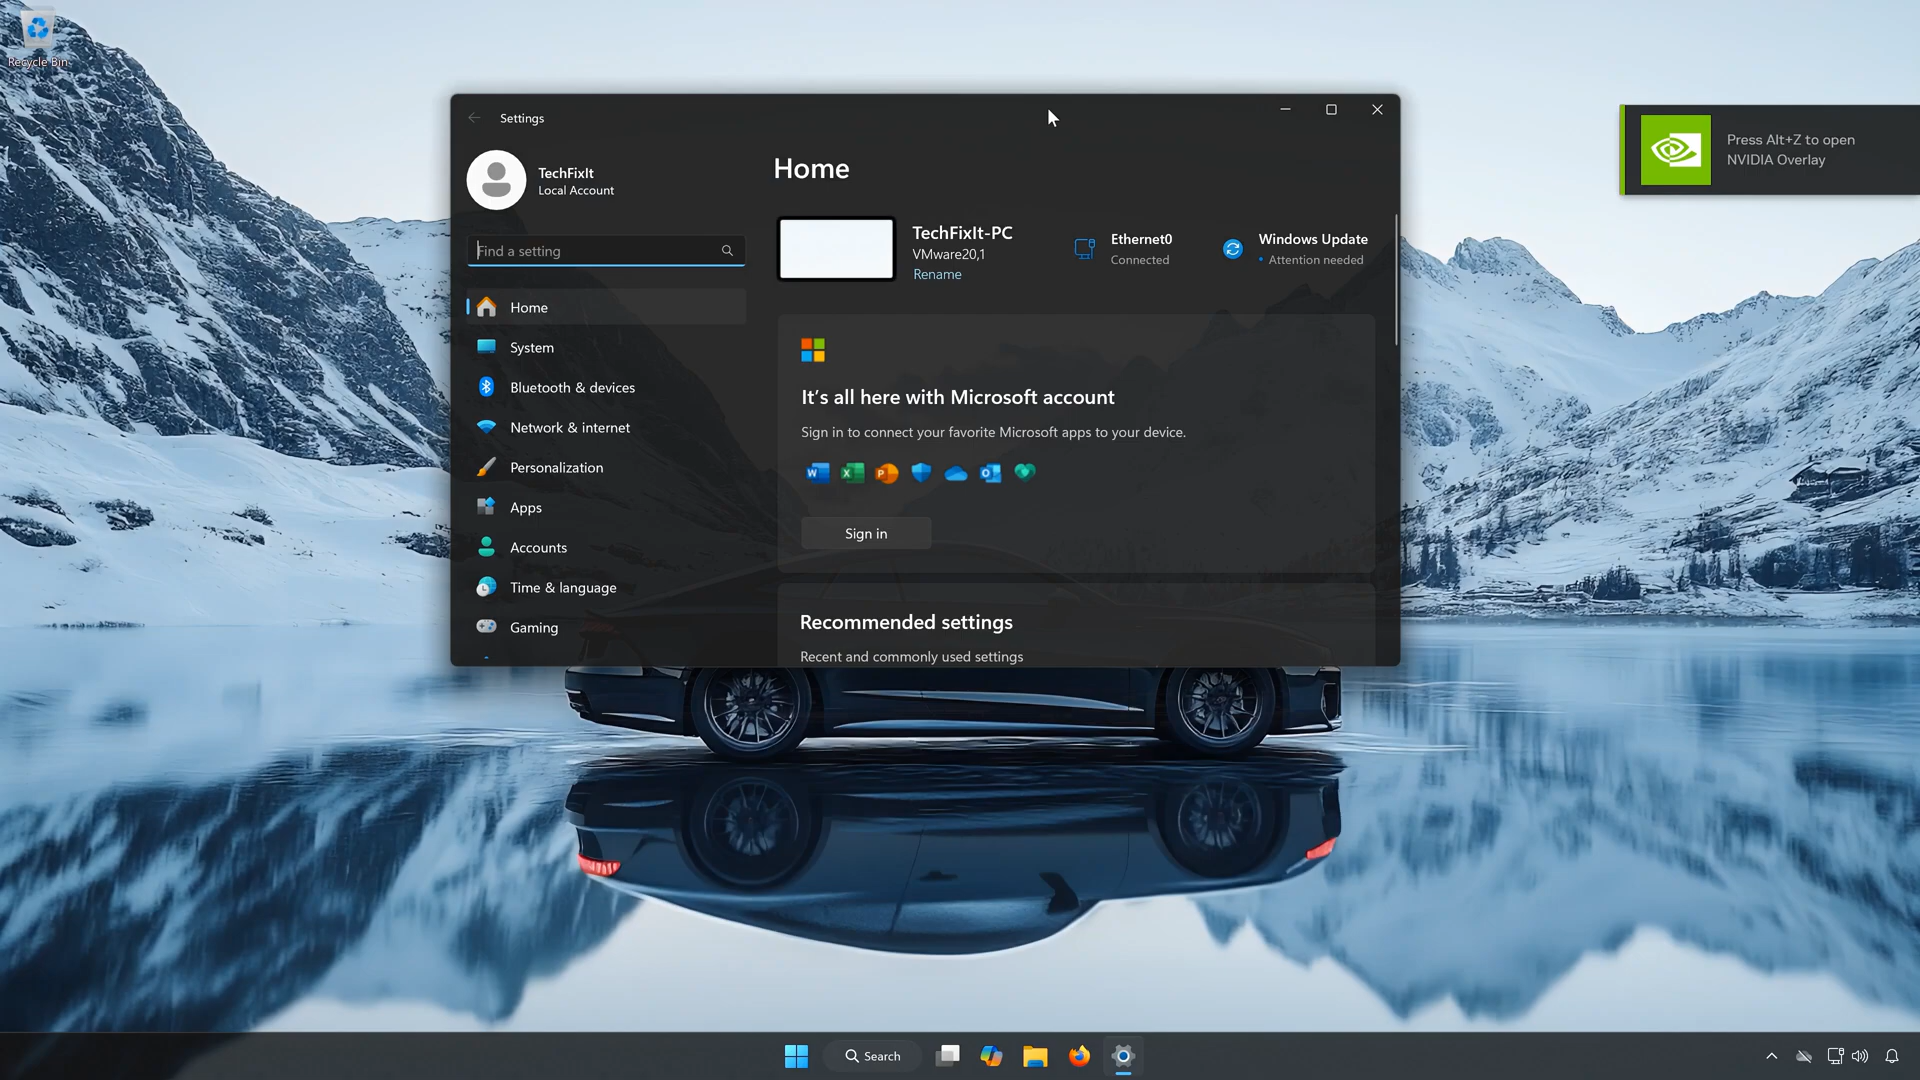 Recycle Bin
Settings
TechFixIt
Local Account
Find a setting
Home
System
Bluetooth & devices
Network & internet
Personalization
Apps
Accounts
Time & language
Gaming
Home
TechFixIt-PC
VMware20,1
Rename
Ethernet0
Connected
Windows Update
• Attention needed
It's all here with Microsoft account
Sign in to connect your favorite Microsoft apps to your device.
Sign in
Recommended settings
Recent and commonly used settings
Press Alt+Z to open
NVIDIA Overlay
Search